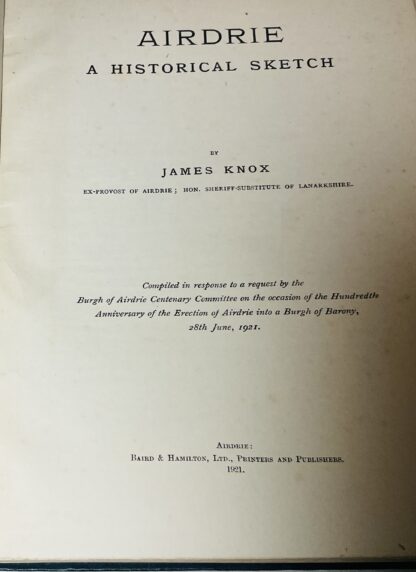 AIRDRIE
A HISTORICAL SKETCH
BY
JAMES KNOX
EX-PROVOST OF AIRDRIE; HON. SHERIFF-SUBSTITUTE OF LANARKSHIRE.
Compiled in response to a request by the
Burgh of Airdrie Centenary Committee on the occasion of the Hundredth
Anniversary of the Erection of Airdrie into a Burgh of Barony,
28th June, 1921.
AIRDRIE:
BAIRD & HAMILTON, LTD., PRINTERS AND PUBLISHERS.
1921.